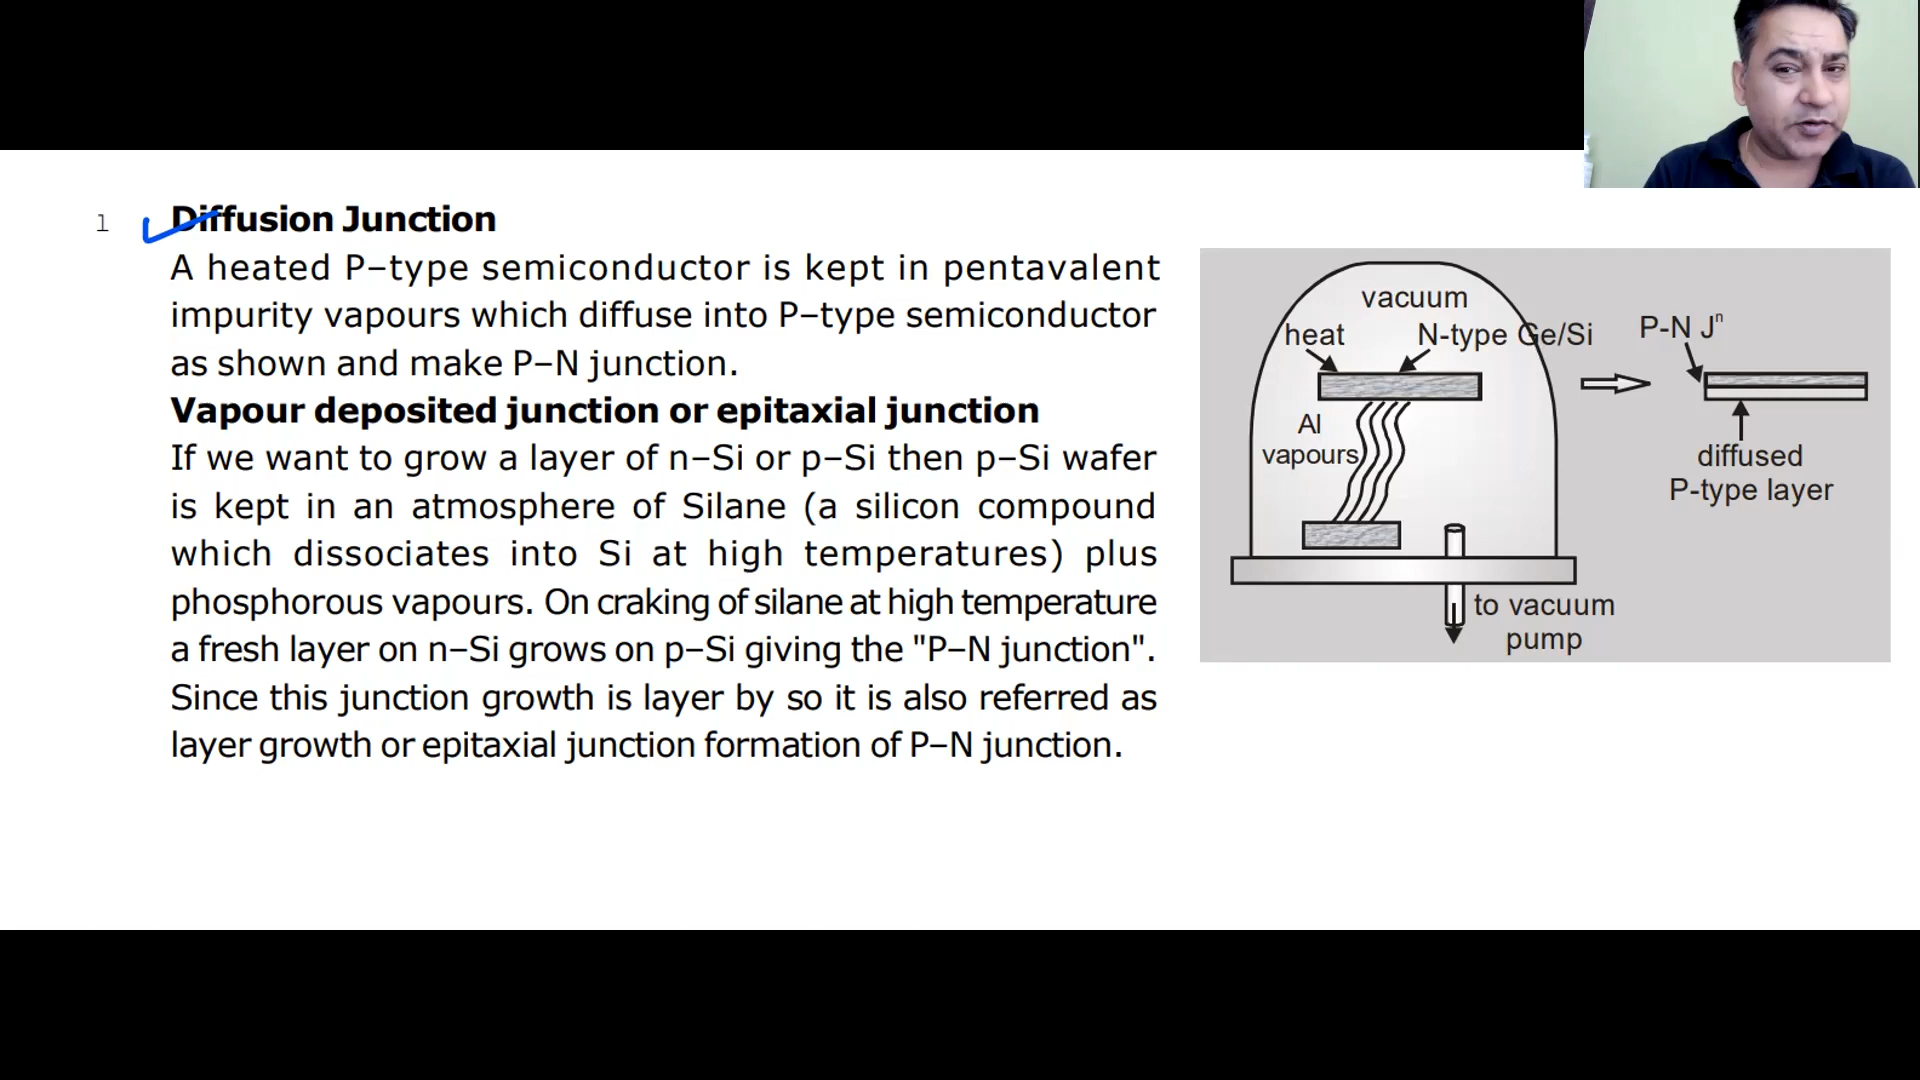 1
Diffusion Junction
A heated P–type semiconductor is kept in pentavalent
impurity vapours which diffuse into P–type semiconductor
as shown and make P–N junction.
Vapour deposited junction or epitaxial junction
If we want to grow a layer of n–Si or p–Si then p–Si wafer
is kept in an atmosphere of Silane (a silicon compound
which dissociates into Si at high temperatures) plus
phosphorous vapours. On craking of silane at high temperature
a fresh layer on n–Si grows on p–Si giving the "P–N junction".
Since this junction growth is layer by so it is also referred as
layer growth or epitaxial junction formation of P–N junction.
vacuum
heat
N-type Ge/Si
Al
vapours
to vacuum
pump
P-N Jⁿ
diffused
P-type layer